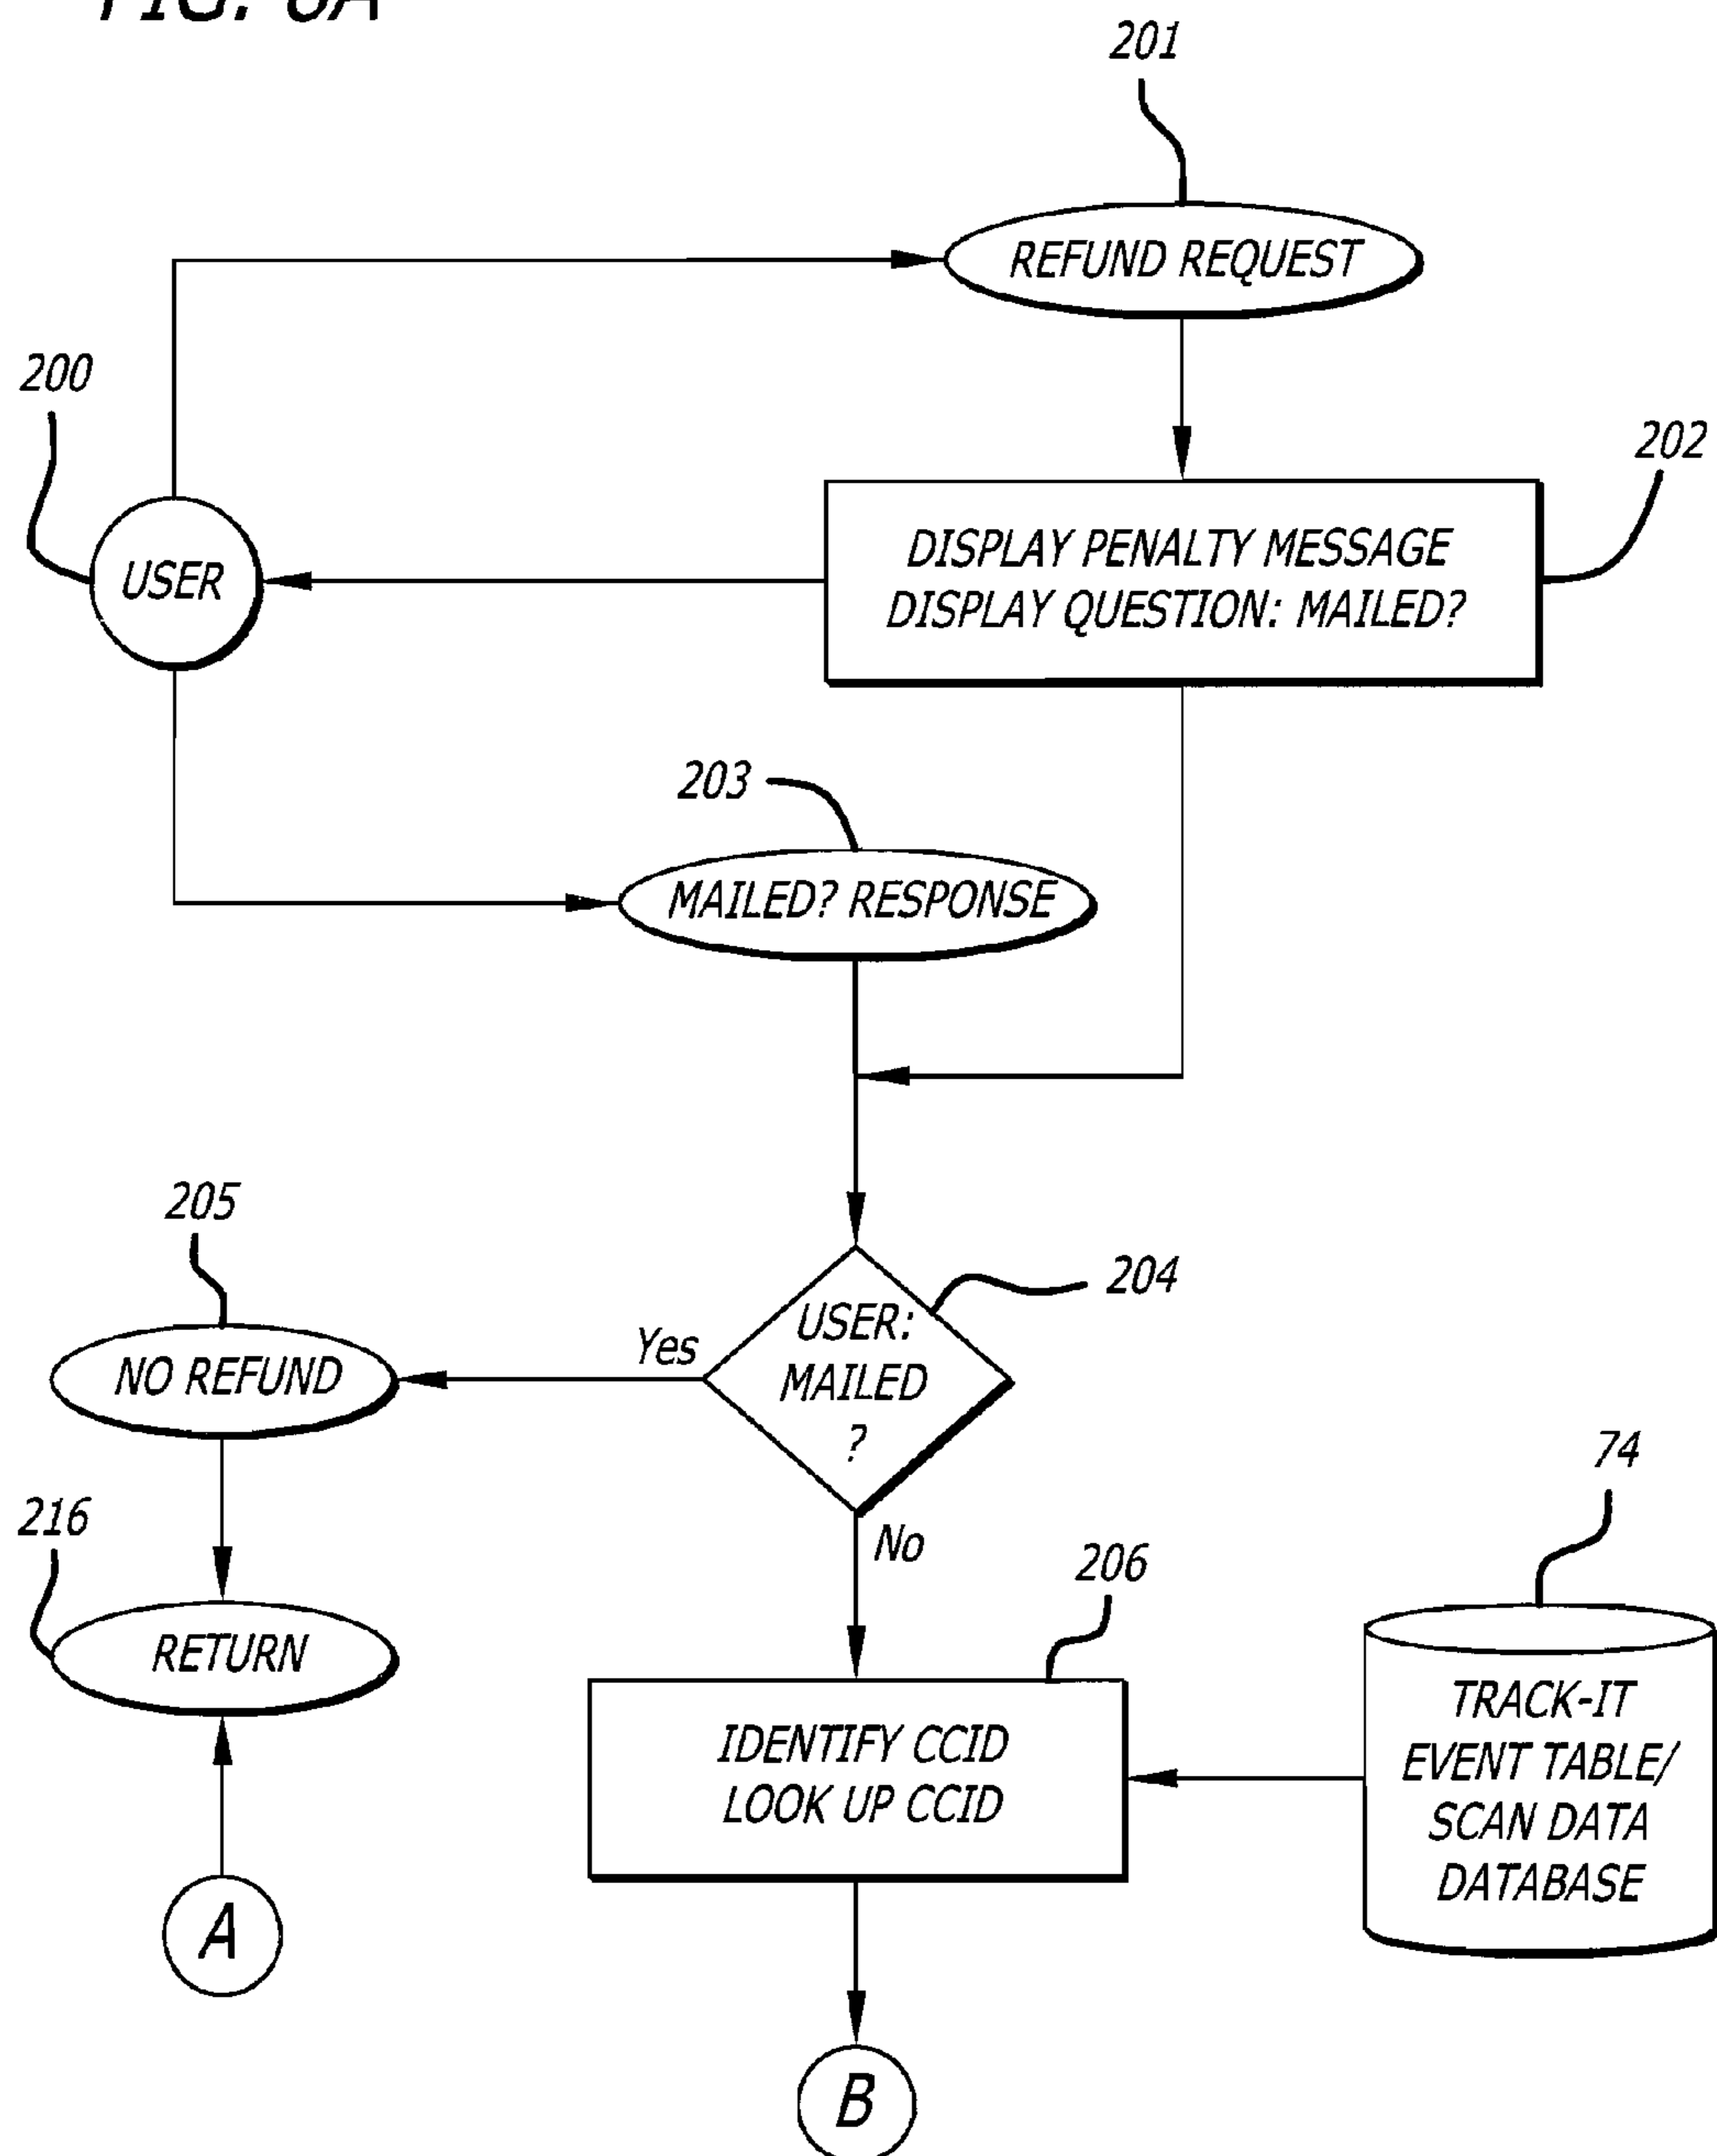 201
REFUND REQUEST
200
202
DISPLAY PENALTY MESSAGE
DISPLAY QUESTION: MAILED?
USER
203
MAILED? RESPONSE
205
204
USER:
MAILED
?
Yes
NO REFUND
74
216
No
206
RETURN
TRACK-IT
EVENT TABLE/
SCAN DATA
DATABASE
IDENTIFY CCID
LOOK UP CCID
A
B